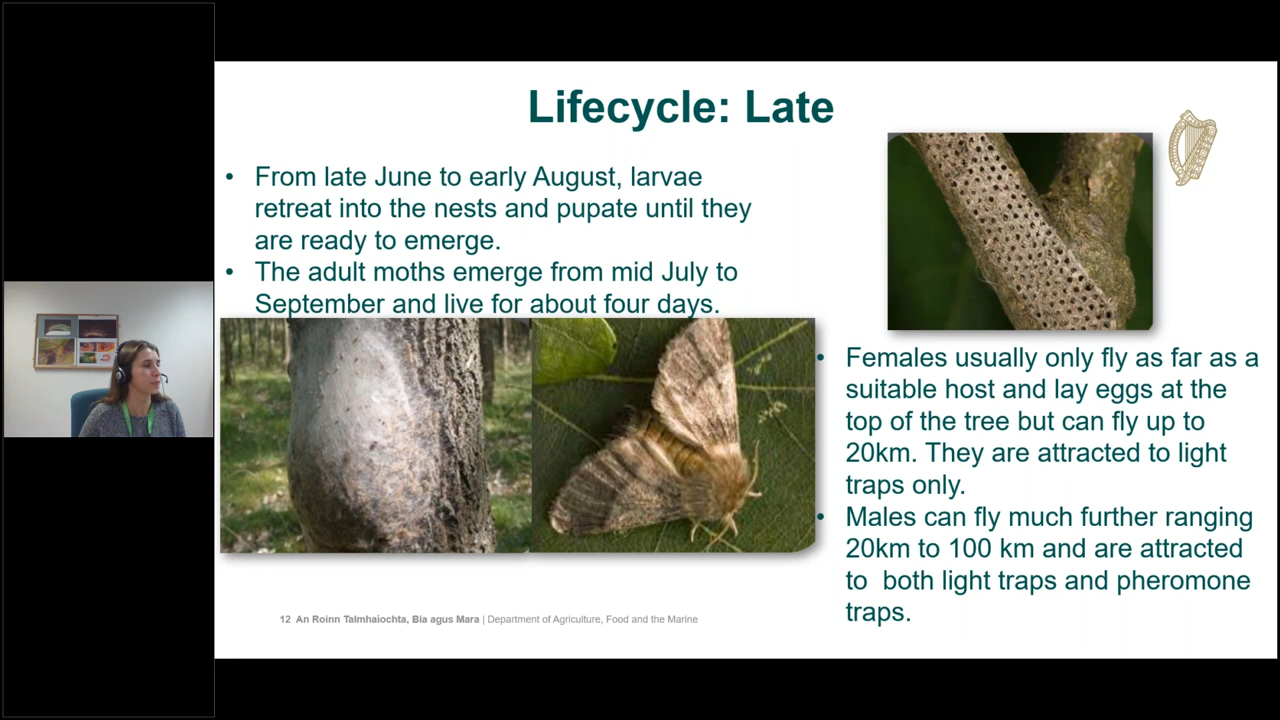 Lifecycle: Late
• From late June to early August, larvae
retreat into the nests and pupate until they
are ready to emerge.
• The adult moths emerge from mid July to
September and live for about four days.
• Females usually only fly as far as a
suitable host and lay eggs at the
top of the tree but can fly up to
20km. They are attracted to light
traps only.
• Males can fly much further ranging
20km to 100 km and are attracted
to  both light traps and pheromone
traps.
12 An Roinn Talmhaíochta, Bia agus Mara | Department of Agriculture, Food and the Marine